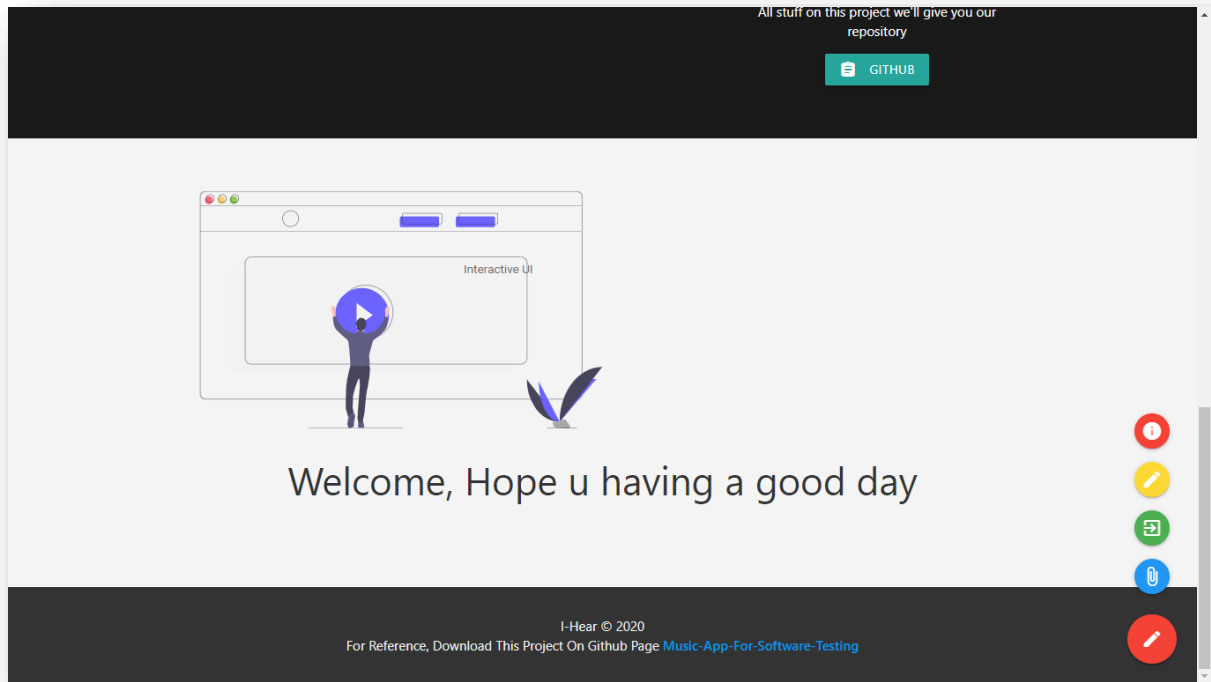 All stuff on this project we'll give you our
repository
GITHUB
Interactive UI
Welcome, Hope u having a good day
I-Hear © 2020
For Reference, Download This Project On Github Page Music-App-For-Software-Testing